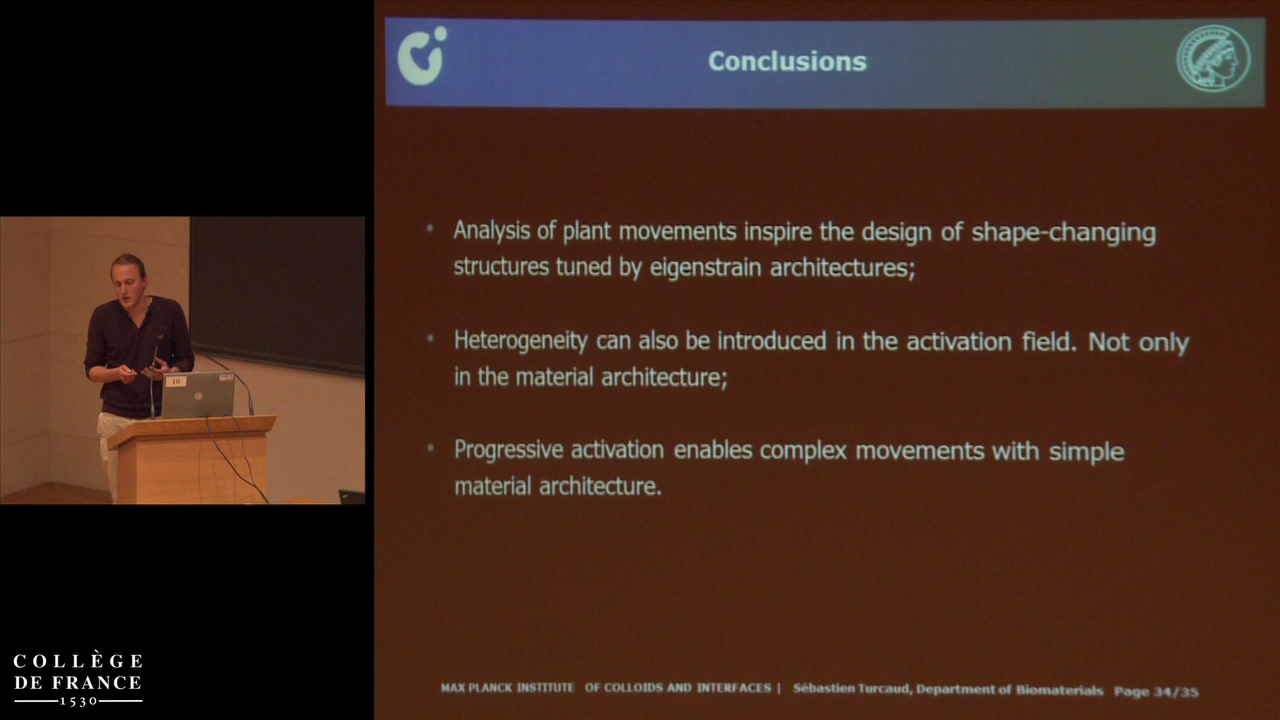 Conclusions
• Analysis of plant movements inspire the design of shape-changing
structures tuned by eigenstrain architectures;
• Heterogeneity can also be introduced in the activation field. Not only
in the material architecture;
• Progressive activation enables complex movements with simple
material architecture.
MAX PLANCK INSTITUTE OF COLLOIDS AND INTERFACES | Sébastien Turcaud, Department of Biomaterials Page 34/35
10
COLLÈGE
DE FRANCE
1530